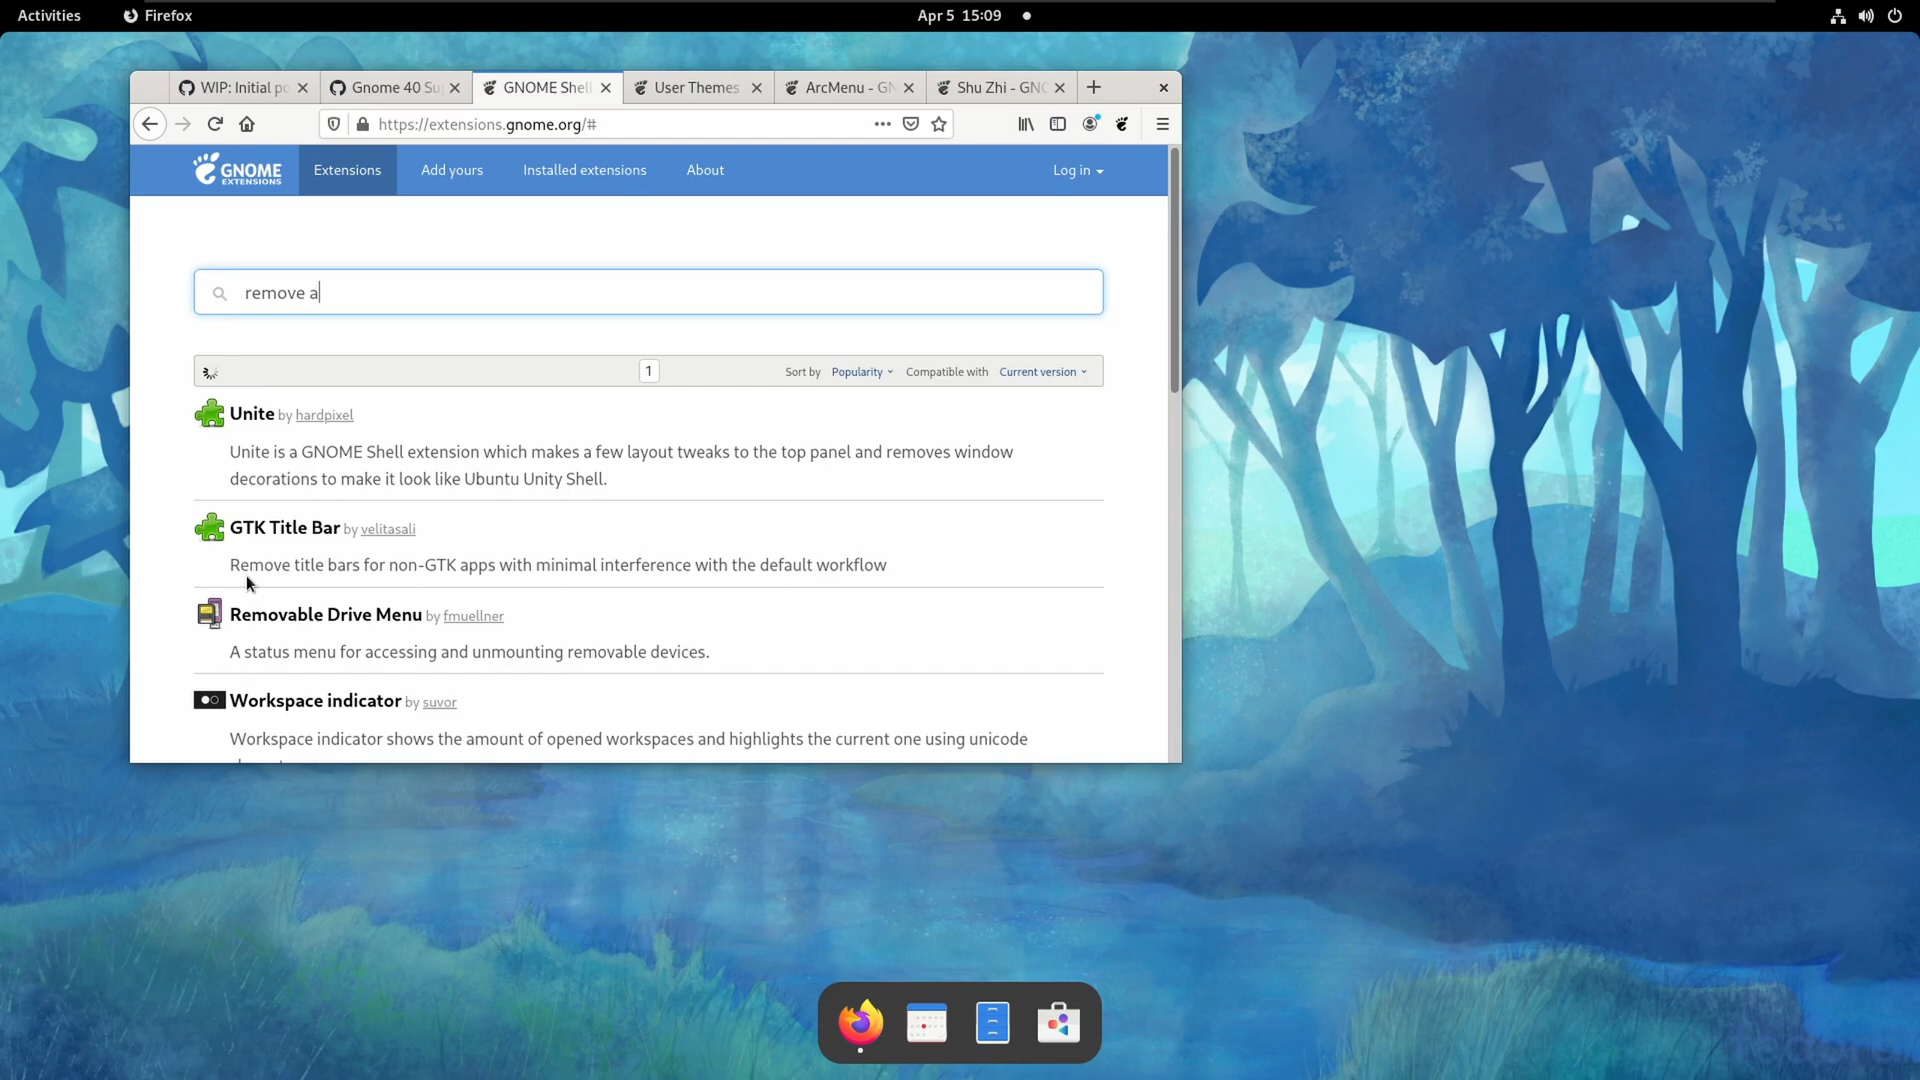 Activities
Firefox
Apr 5 15:09
WIP: Initial po
Gnome 40 Su
GNOME Shel
User Themes
ArcMenu - GN
Shu Zhi - GNO
https://extensions.gnome.org/#
GNOME
EXTENSIONS
Extensions
Add yours
Installed extensions
About
Log in
remove a
1
Sort by
Popularity
Compatible with
Current version
Unite by hardpixel
Unite is a GNOME Shell extension which makes a few layout tweaks to the top panel and removes window
decorations to make it look like Ubuntu Unity Shell.
GTK Title Bar by velitasali
Remove title bars for non-GTK apps with minimal interference with the default workflow
Removable Drive Menu by fmuellner
A status menu for accessing and unmounting removable devices.
Workspace indicator by suvor
Workspace indicator shows the amount of opened workspaces and highlights the current one using unicode